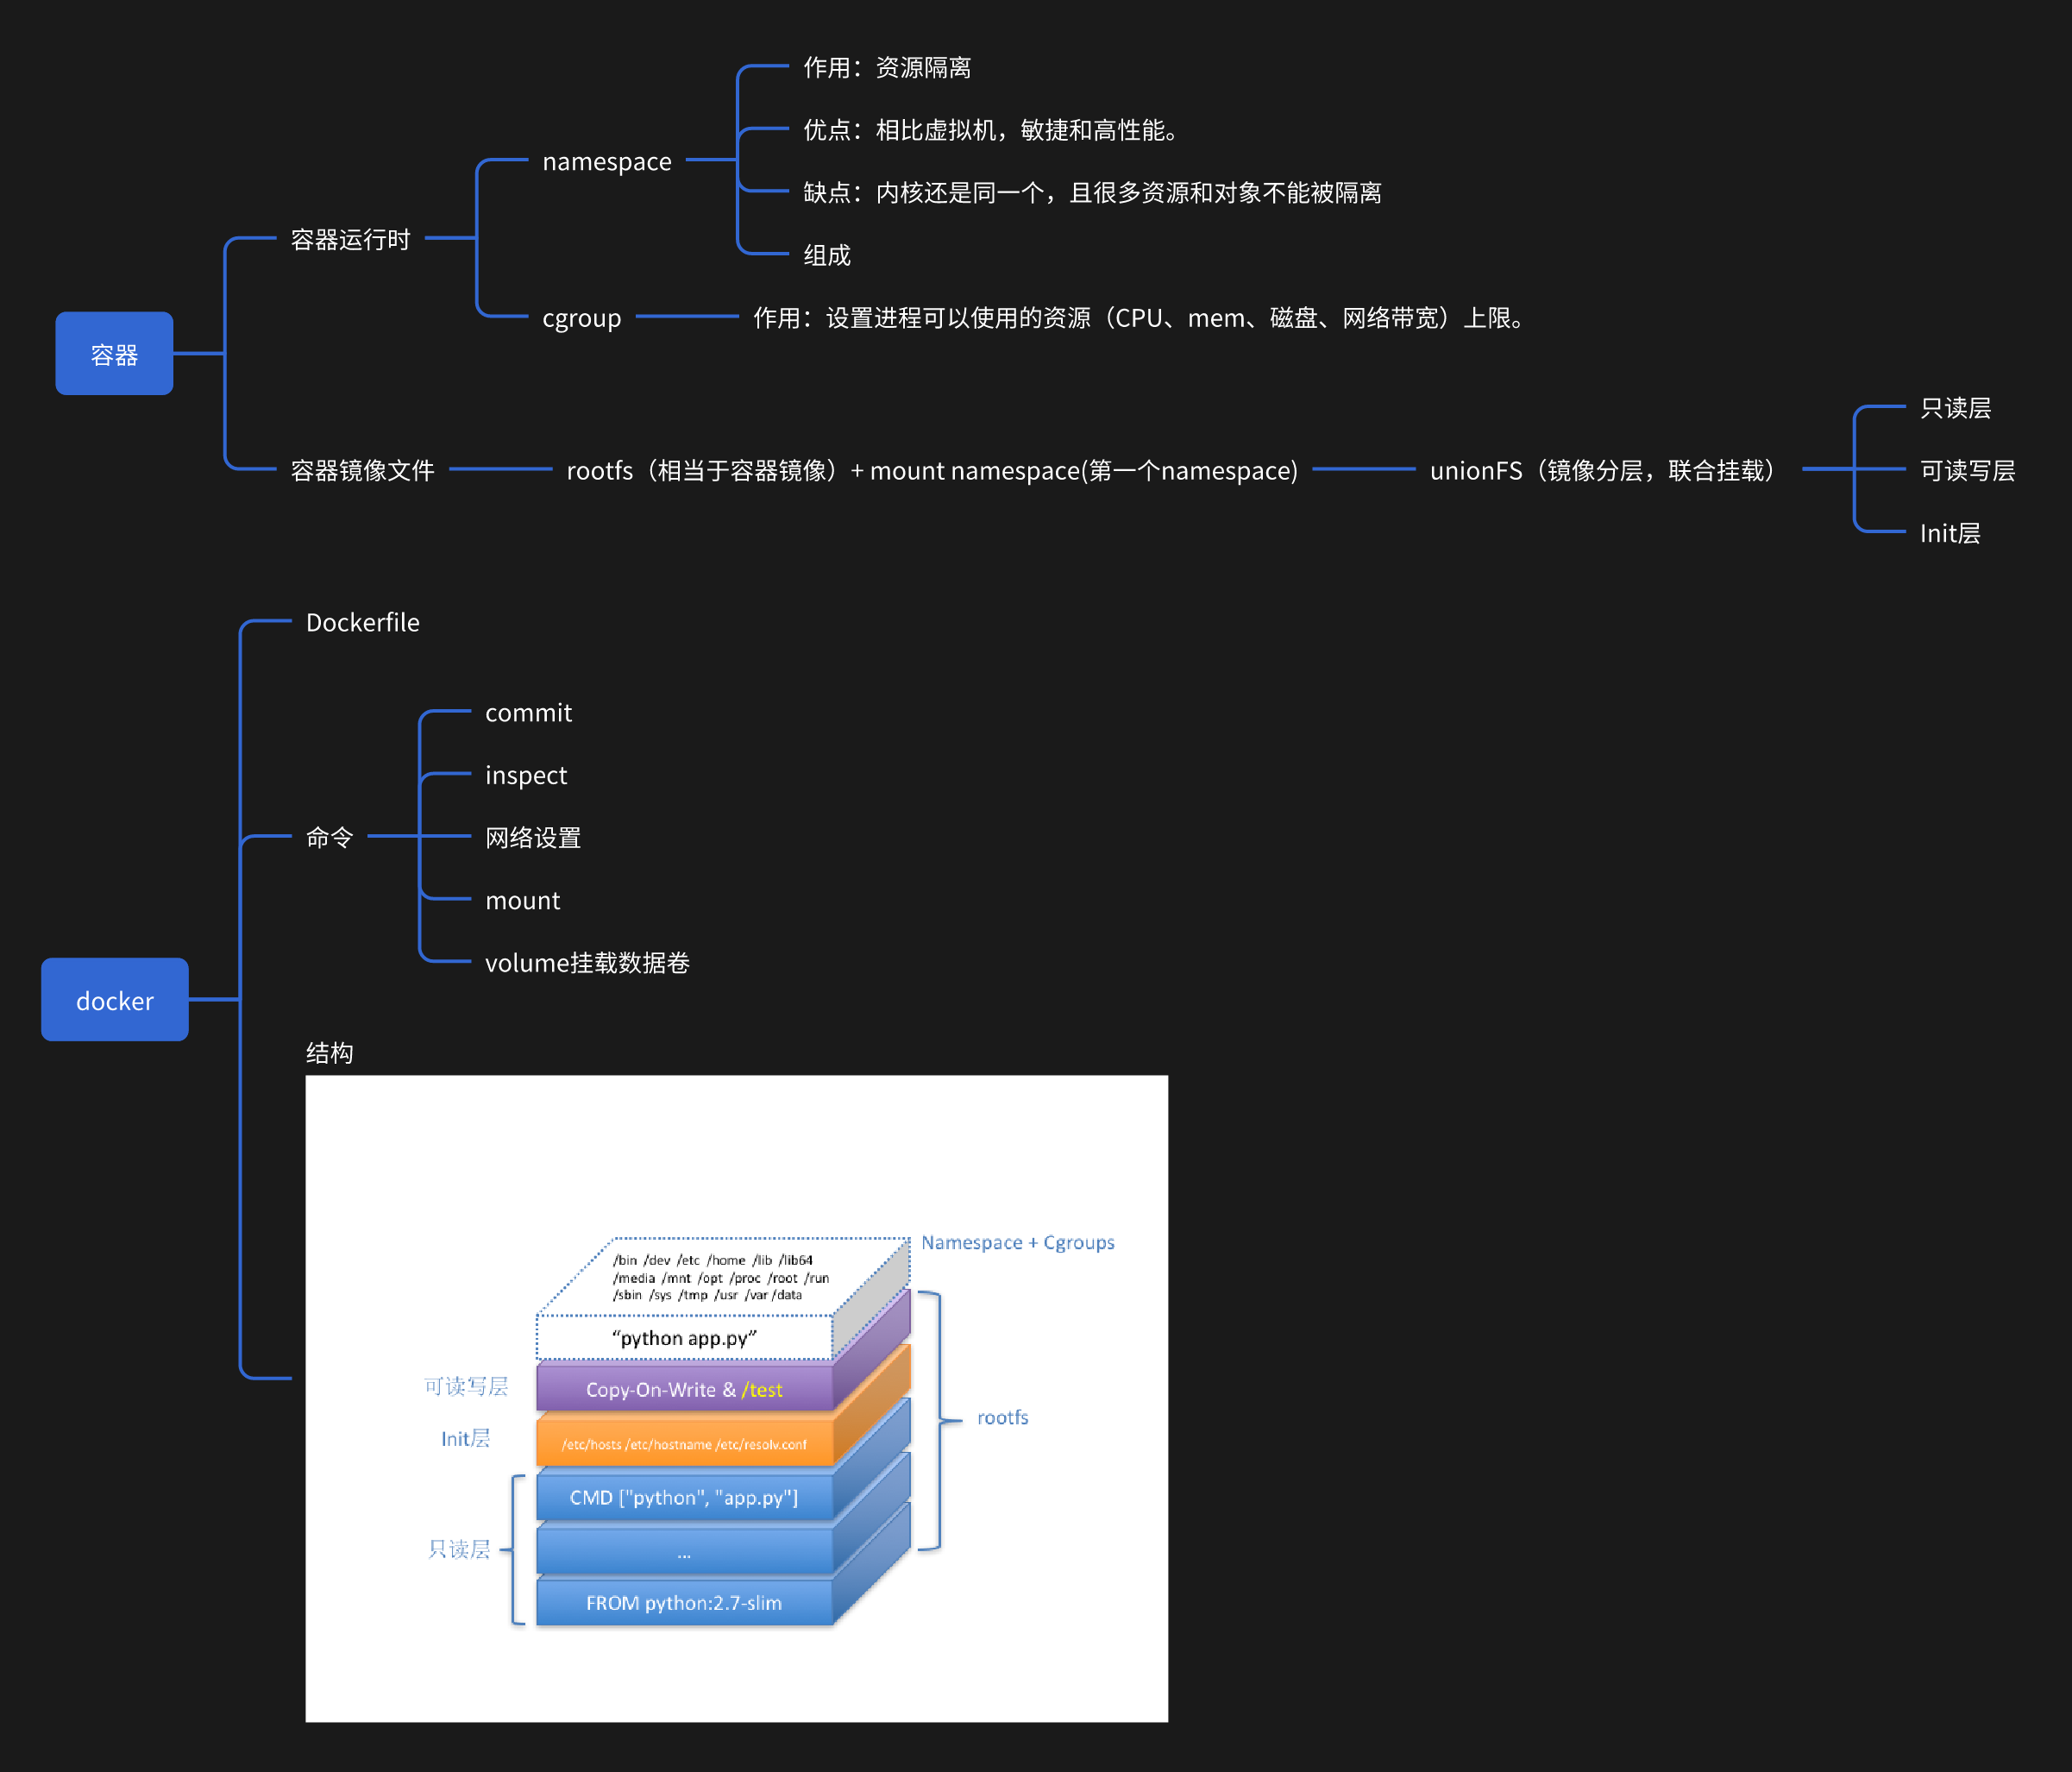 作用：资源隔离
优点：相比虚拟机，敏捷和高性能。
namespace
缺点：内核还是同一个，且很多资源和对象不能被隔离
容器运行时
组成
cgroup
作用：设置进程可以使用的资源（CPU、mem、磁盘、网络带宽）上限。
容器
只读层
容器镜像文件
rootfs（相当于容器镜像）+ mount namespace(第一个namespace)
unionFS（镜像分层，联合挂载）
可读写层
Init层
Dockerfile
commit
inspect
命令
网络设置
mount
volume挂载数据卷
docker
结构
Namespace + Cgroups
/bin /dev /etc /home /lib /lib64
/media /mnt /opt /proc /root /run
/sbin /sys /tmp /usr /var /data
“python app.py”
可读写层
Copy-On-Write & /test
rootfs
Init层
/etc/hosts /etc/hostname /etc/resolv.conf
CMD ["python", "app.py"]
只读层
...
FROM python:2.7-slim